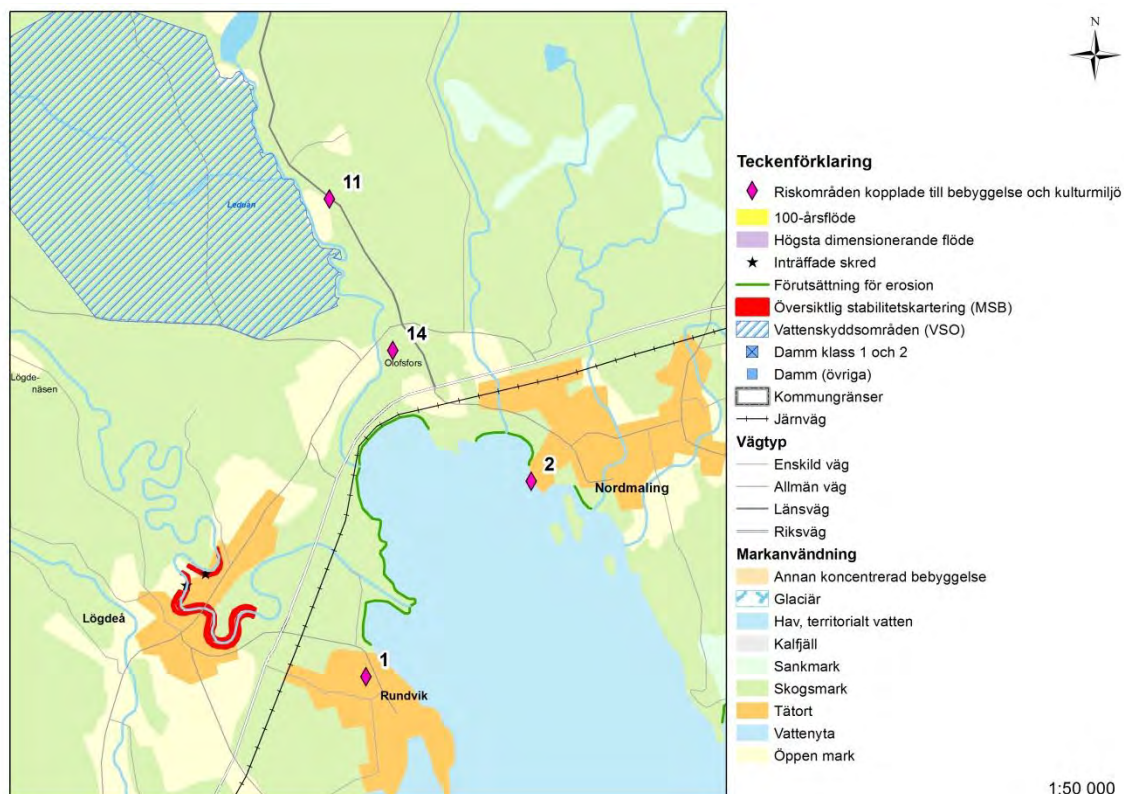 N
11
Leduån
14
Olofsfors
Lögde-
näsen
2
Nordmaling
Lögdeå
1
Rundvik
Teckenförklaring
Riskområden kopplade till bebyggelse och kulturmiljö
100-årsflöde
Högsta dimensionerande flöde
Inträffade skred
Förutsättning för erosion
Översiktlig stabilitetskartering (MSB)
Vattenskyddsområden (VSO)
Damm klass 1 och 2
Damm (övriga)
Kommungränser
Järnväg
Vägtyp
Enskild väg
Allmän väg
Länsväg
Riksväg
Markanvändning
Annan koncentrerad bebyggelse
Glaciär
Hav, territorialt vatten
Kalfjäll
Sankmark
Skogsmark
Tätort
Vattenyta
Öppen mark
1:50 000